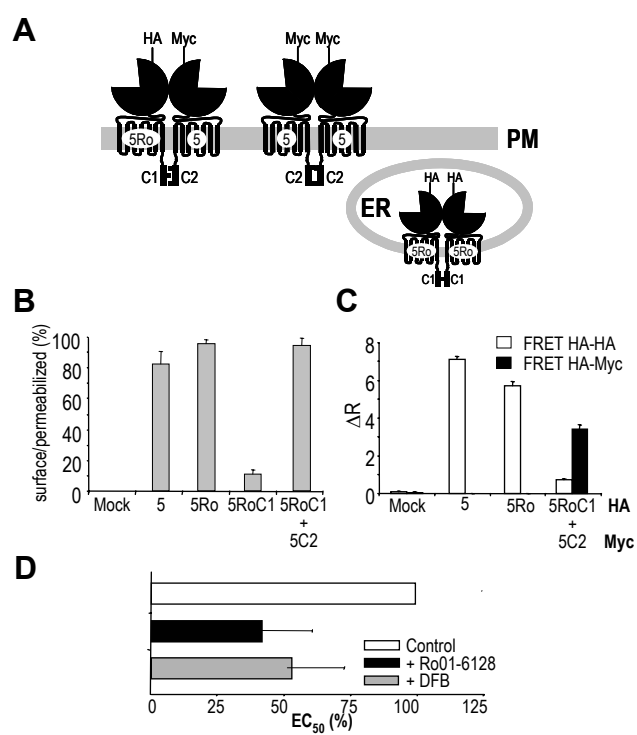 A
HA Myc Myc Myc
5Ro 5 5 5
PM
C1 C2 C2 C2
HA HA
ER
5Ro 5Ro
C1 C1
B
surface/permeabilized (%)
100
80
60
40
20
0
Mock 5 5Ro 5RoC1 5RoC1
+
5C2
C
FRET HA-HA
FRET HA-Myc
ΔR
8
6
4
2
0
Mock 5 5Ro 5RoC1 HA
+
5C2 Myc
D
Control
+ Ro01-6128
+ DFB
0 25 50 75 100 125
EC50 (%)